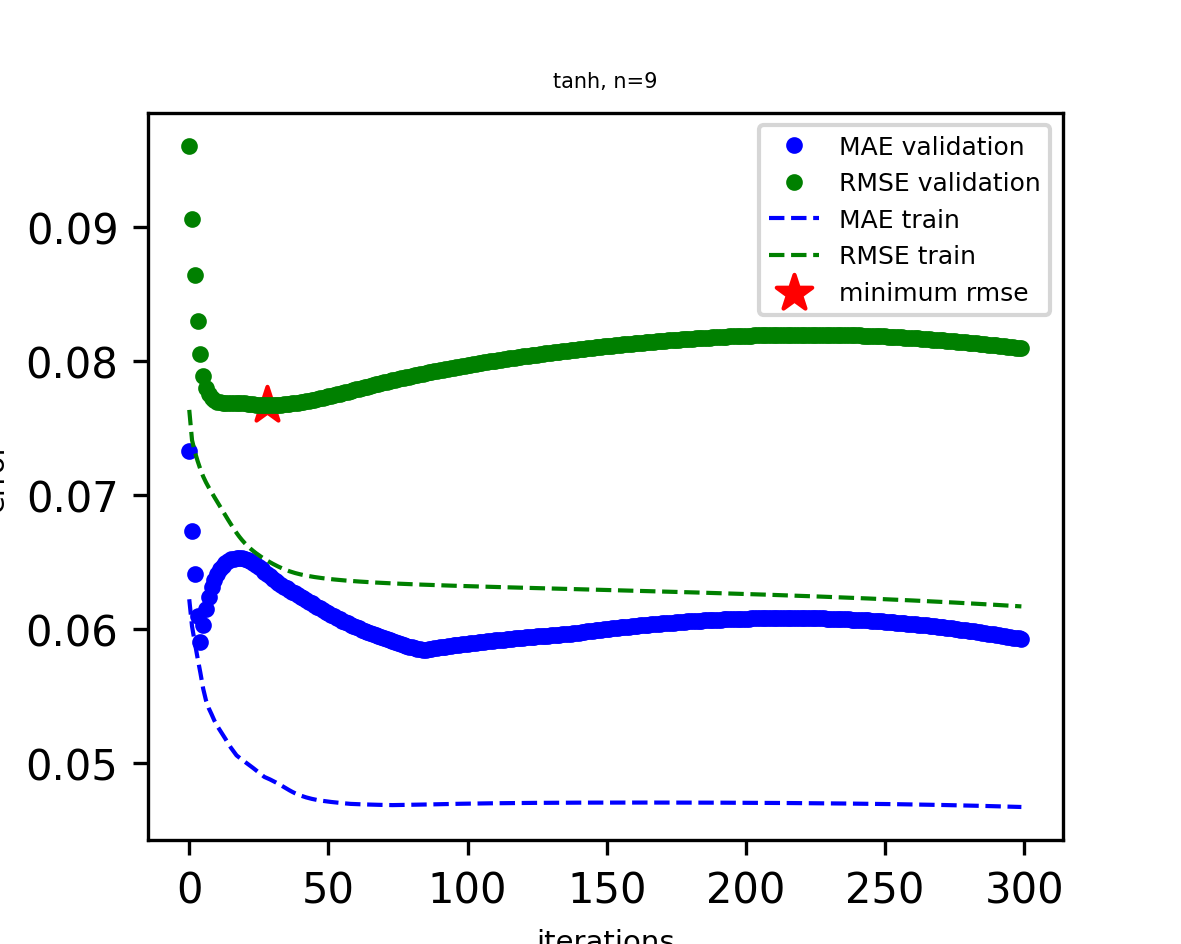 tanh, n=9
MAE validation
RMSE validation
MAE train
RMSE train
minimum rmse
0.09
0.08
0.07
0.06
0.05
0 50 100 150 200 250 300
iterations